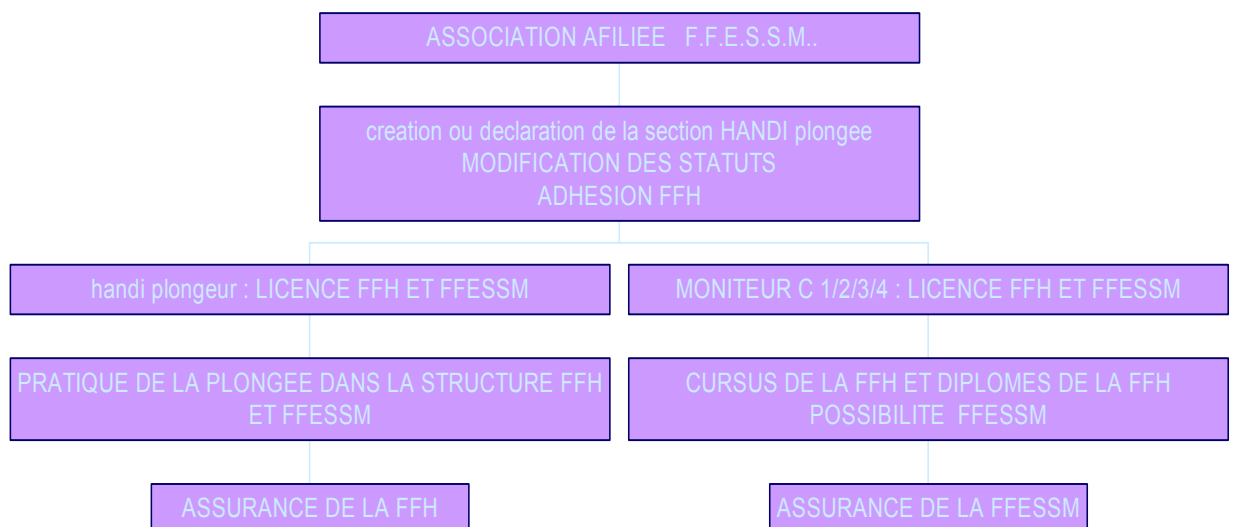 ASSOCIATION AFILIEE F.F.E.S.S.M..
creation ou declaration de la section HANDI plongee
MODIFICATION DES STATUTS
ADHESION FFH
handi plongeur : LICENCE FFH ET FFESSM
MONITEUR C 1/2/3/4 : LICENCE FFH ET FFESSM
PRATIQUE DE LA PLONGEE DANS LA STRUCTURE FFH
ET FFESSM
CURSUS DE LA FFH ET DIPLOMES DE LA FFH
POSSIBILITE FFESSM
ASSURANCE DE LA FFH
ASSURANCE DE LA FFESSM